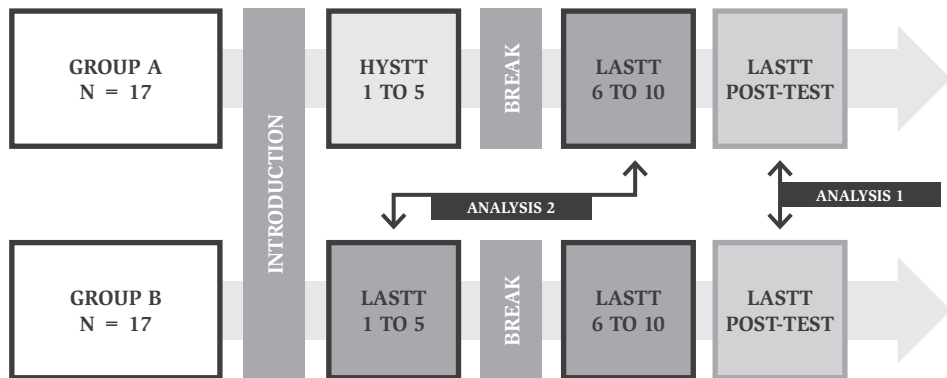 GROUP A
N = 17
INTRODUCTION
HYSTT
1 TO 5
BREAK
LASTT
6 TO 10
LASTT
POST-TEST
ANALYSIS 2
ANALYSIS 1
GROUP B
N = 17
LASTT
1 TO 5
BREAK
LASTT
6 TO 10
LASTT
POST-TEST